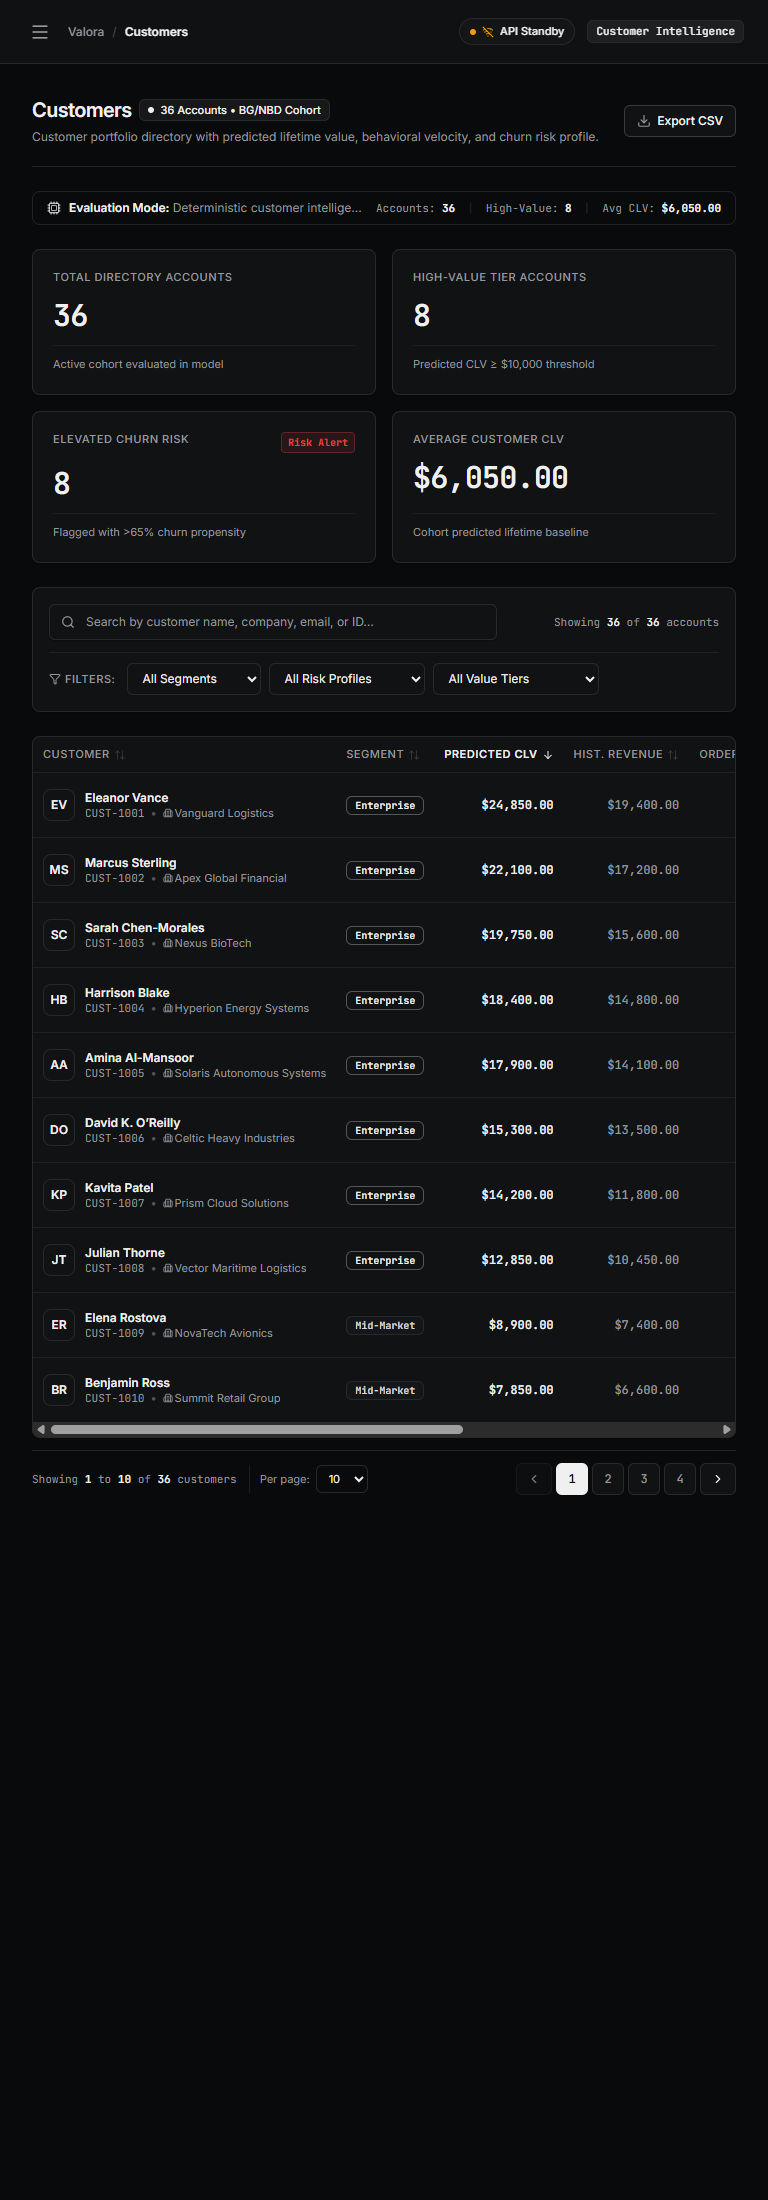 Valora / Customers
API Standby
Customer Intelligence
Customers
36 Accounts • BG/NBD Cohort
Customer portfolio directory with predicted lifetime value, behavioral velocity, and churn risk profile.
Export CSV
Evaluation Mode: Deterministic customer intellige... Accounts: 36 | High-Value: 8 | Avg CLV: $6,050.00
TOTAL DIRECTORY ACCOUNTS
36
Active cohort evaluated in model
HIGH-VALUE TIER ACCOUNTS
8
Predicted CLV ≥ $10,000 threshold
ELEVATED CHURN RISK
Risk Alert
8
Flagged with >65% churn propensity
AVERAGE CUSTOMER CLV
$6,050.00
Cohort predicted lifetime baseline
Search by customer name, company, email, or ID...
Showing 36 of 36 accounts
FILTERS: All Segments All Risk Profiles All Value Tiers
CUSTOMER SEGMENT PREDICTED CLV ↓ HIST. REVENUE ORDER
EV Eleanor Vance
CUST-1001 • Vanguard Logistics
Enterprise $24,850.00 $19,400.00
MS Marcus Sterling
CUST-1002 • Apex Global Financial
Enterprise $22,100.00 $17,200.00
SC Sarah Chen-Morales
CUST-1003 • Nexus BioTech
Enterprise $19,750.00 $15,600.00
HB Harrison Blake
CUST-1004 • Hyperion Energy Systems
Enterprise $18,400.00 $14,800.00
AA Amina Al-Mansoor
CUST-1005 • Solaris Autonomous Systems
Enterprise $17,900.00 $14,100.00
DO David K. O'Reilly
CUST-1006 • Celtic Heavy Industries
Enterprise $15,300.00 $13,500.00
KP Kavita Patel
CUST-1007 • Prism Cloud Solutions
Enterprise $14,200.00 $11,800.00
JT Julian Thorne
CUST-1008 • Vector Maritime Logistics
Enterprise $12,850.00 $10,450.00
ER Elena Rostova
CUST-1009 • NovaTech Avionics
Mid-Market $8,900.00 $7,400.00
BR Benjamin Ross
CUST-1010 • Summit Retail Group
Mid-Market $7,850.00 $6,600.00
Showing 1 to 10 of 36 customers
Per page: 10
1 2 3 4